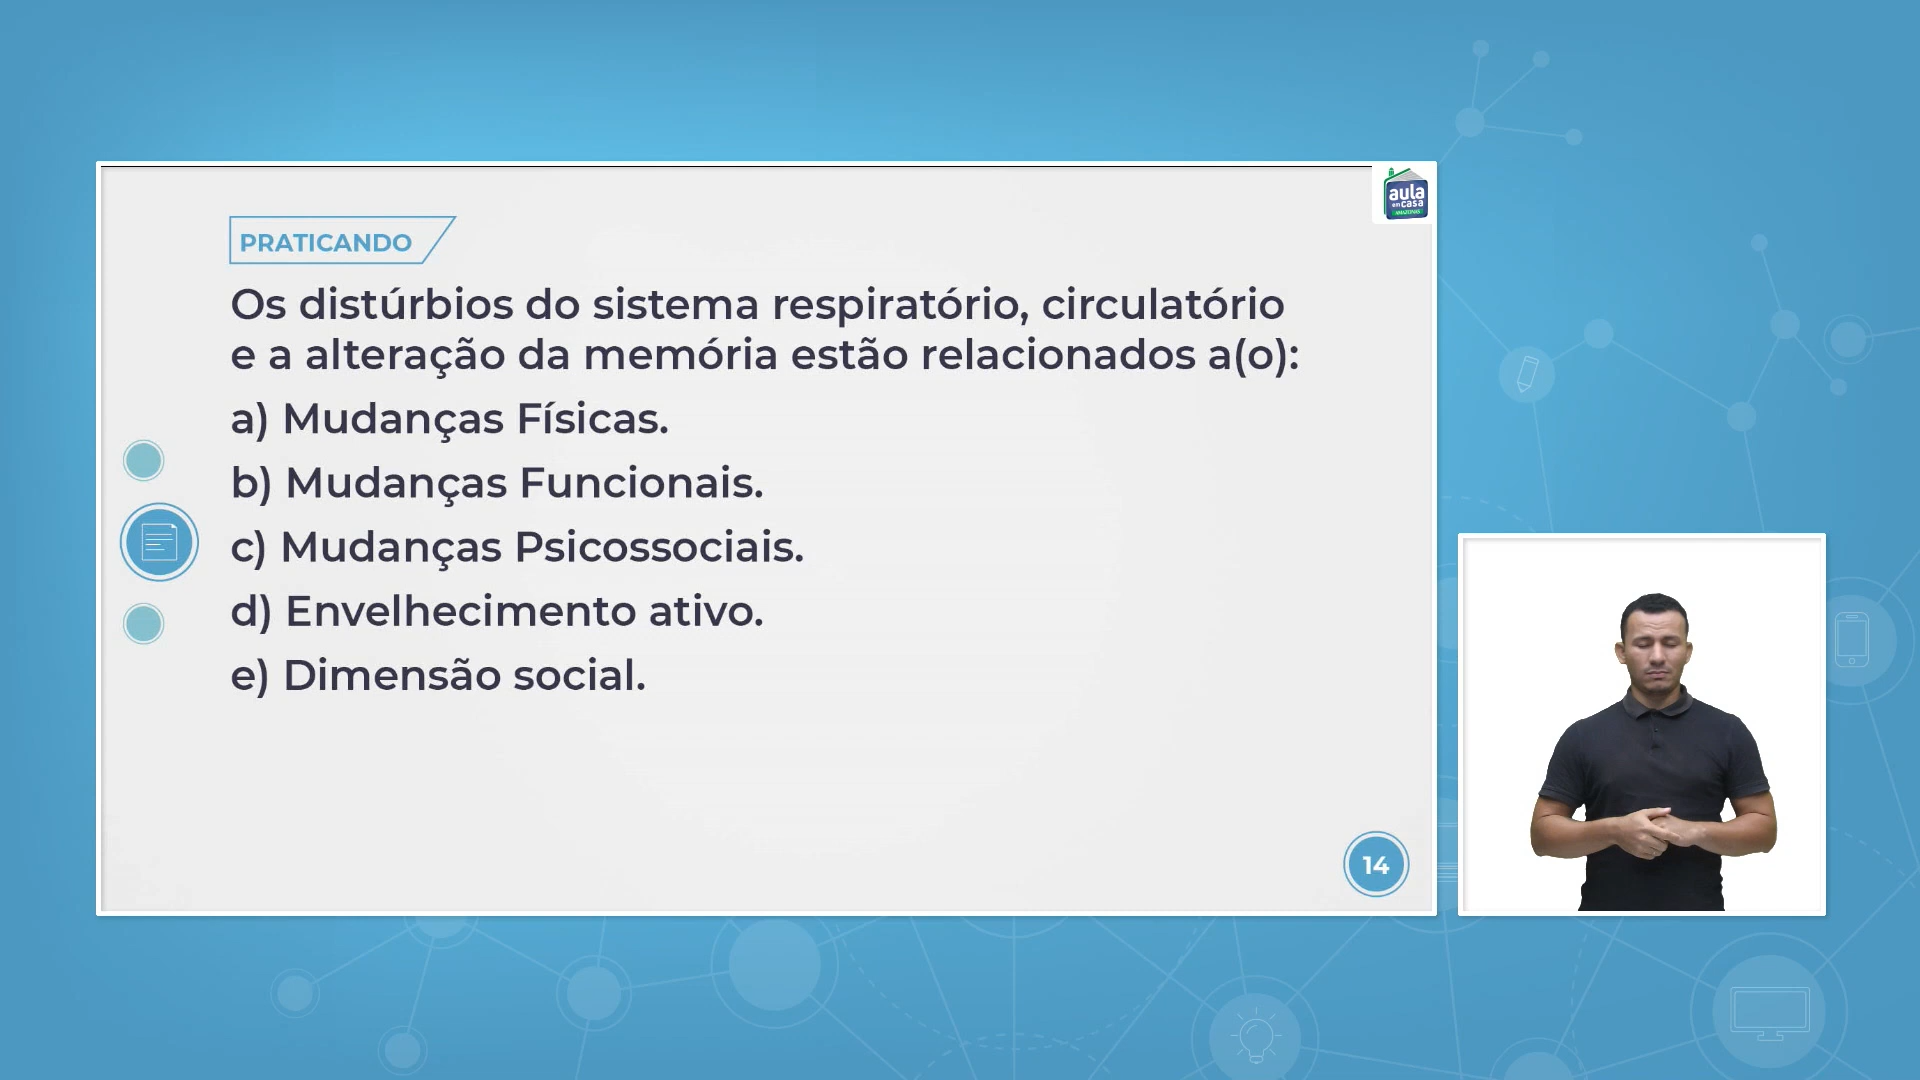 aula
em casa
AMAZONAS
PRATICANDO
Os distúrbios do sistema respiratório, circulatório
e a alteração da memória estão relacionados a(o):
a) Mudanças Físicas.
b) Mudanças Funcionais.
c) Mudanças Psicossociais.
d) Envelhecimento ativo.
e) Dimensão social.
14